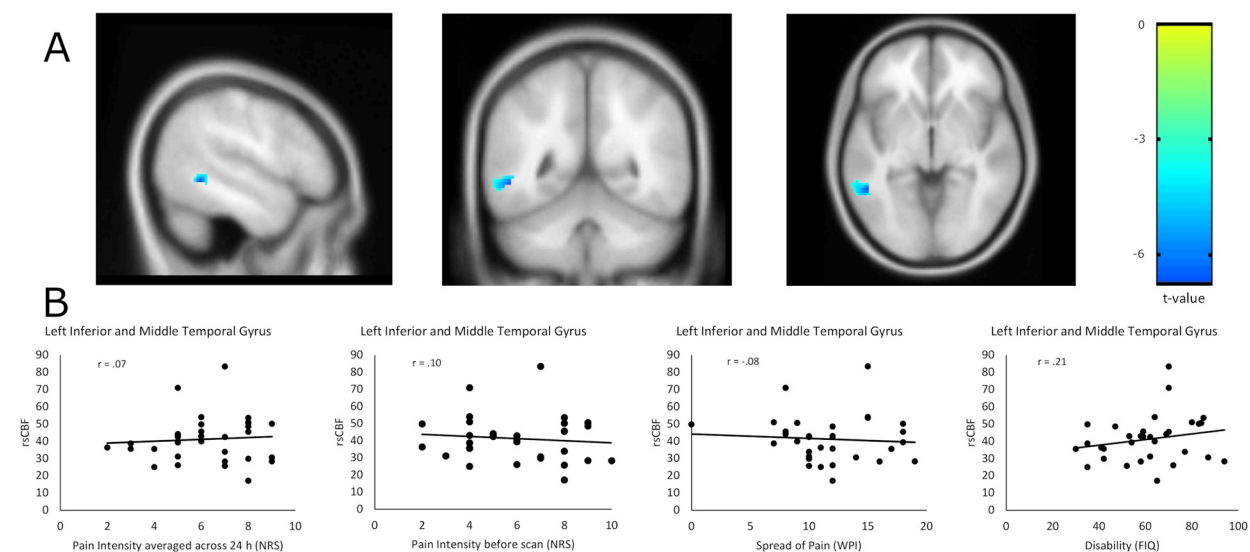 A
0
-3
-6
t-value
B
Left Inferior and Middle Temporal Gyrus
r = .07
rsCBF
90
80
70
60
50
40
30
20
10
0
0 2 4 6 8 10
Pain Intensity averaged across 24 h (NRS)
Left Inferior and Middle Temporal Gyrus
r = .10
rsCBF
90
80
70
60
50
40
30
20
10
0
0 2 4 6 8 10
Pain Intensity before scan (NRS)
Left Inferior and Middle Temporal Gyrus
r = -.08
rsCBF
90
80
70
60
50
40
30
20
10
0
0 5 10 15 20
Spread of Pain (WPI)
Left Inferior and Middle Temporal Gyrus
r = .21
rsCBF
90
80
70
60
50
40
30
20
10
0
0 20 40 60 80 100
Disability (FIQ)